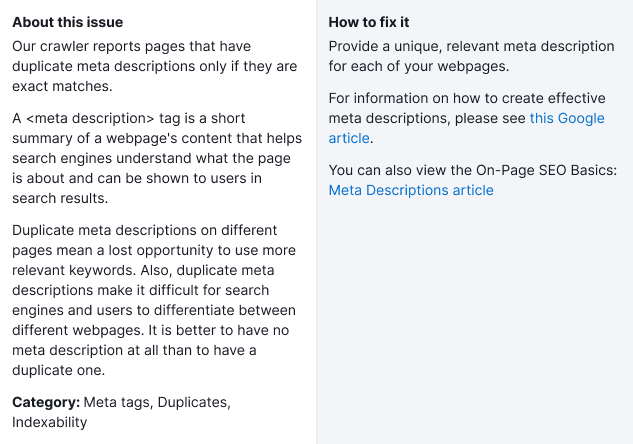 About this issue
Our crawler reports pages that have
duplicate meta descriptions only if they are
exact matches.
A <meta description> tag is a short
summary of a webpage's content that helps
search engines understand what the page
is about and can be shown to users in
search results.
Duplicate meta descriptions on different
pages mean a lost opportunity to use more
relevant keywords. Also, duplicate meta
descriptions make it difficult for search
engines and users to differentiate between
different webpages. It is better to have no
meta description at all than to have a
duplicate one.
Category: Meta tags, Duplicates,
Indexability
How to fix it
Provide a unique, relevant meta description
for each of your webpages.
For information on how to create effective
meta descriptions, please see this Google
article.
You can also view the On-Page SEO Basics:
Meta Descriptions article